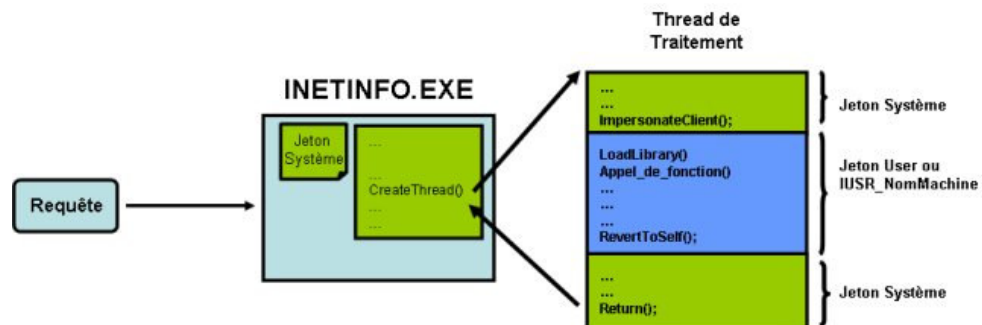 Thread de
Traitement
INETINFO.EXE
Requête
Jeton
Système
...
...
CreateThread()
...
...
...
...
ImpersonateClient();
LoadLibrary()
Appel_de_fonction()
...
...
...
RevertToSelf();
...
...
Return();
Jeton Système
Jeton User ou
IUSR_NomMachine
Jeton Système